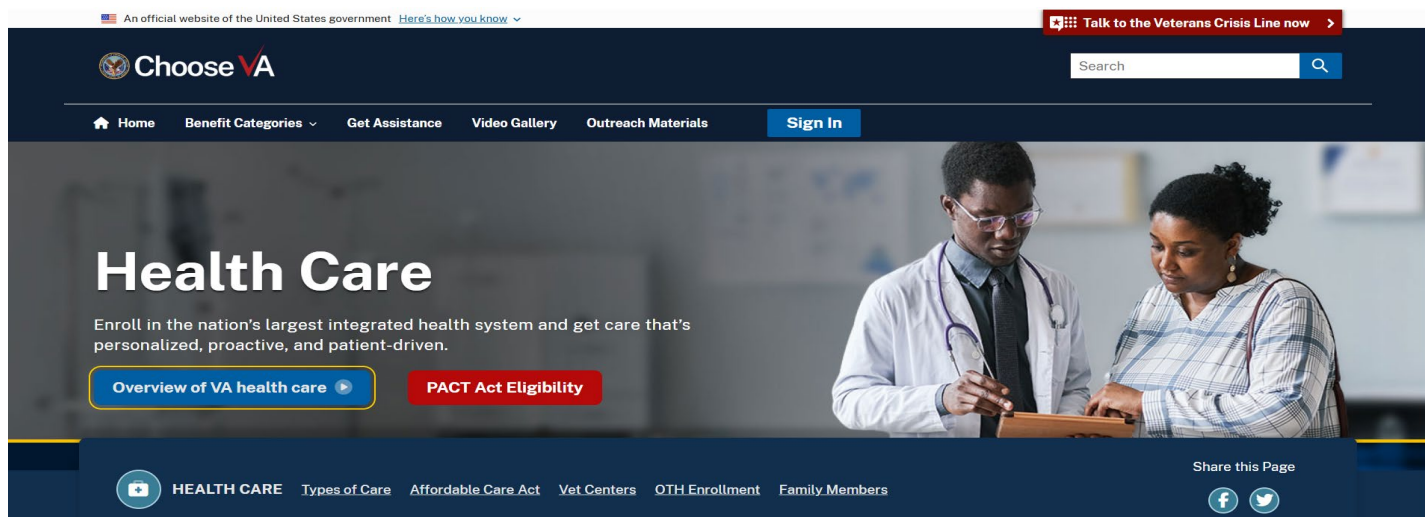 An official website of the United States government Here's how you know
Talk to the Veterans Crisis Line now
Choose VA
Search
Home Benefit Categories Get Assistance Video Gallery Outreach Materials Sign In
Health Care
Enroll in the nation's largest integrated health system and get care that's
personalized, proactive, and patient-driven.
Overview of VA health care PACT Act Eligibility
Share this Page
HEALTH CARE Types of Care Affordable Care Act Vet Centers OTH Enrollment Family Members